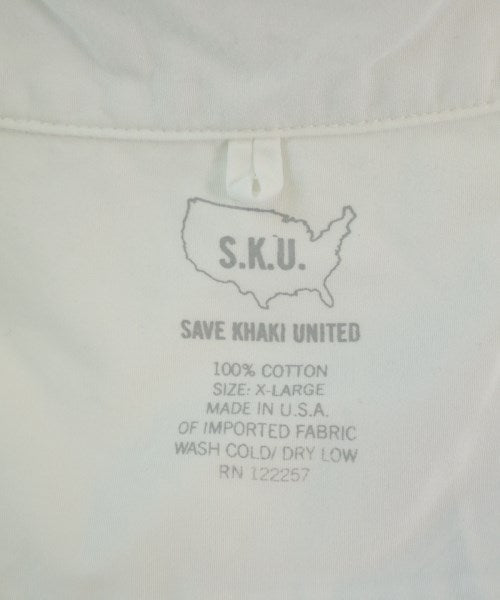 S.K.U.
SAVE KHAKI UNITED
100% COTTON
SIZE: X-LARGE
MADE IN U.S.A.
OF IMPORTED FABRIC
WASH COLD/ DRY LOW
RN 122257